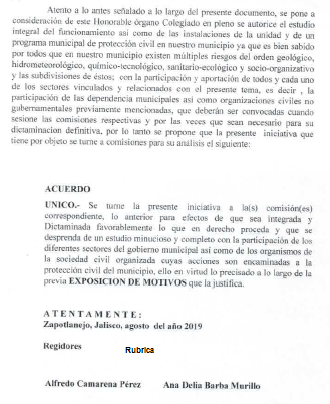 Atento a lo antes señalado a lo largo del presente documento, se pone a
consideración de este Honorable órgano Colegiado en pleno se autorice el estudio
integral del funcionamiento asi como de las instalaciones de la unidad y de un
programa municipal de protección civil en nuestro municipio ya que es bien sabido
por todos que en nuestro municipio existen múltiples riesgos del orden geológico,
hidrometeorológico, químico-tecnológico, sanitario-ecológico y socio-organizativo
y las subdivisiones de éstos; con la participación y aportación de todos y cada uno
de los sectores vinculados y relacionados con el presente tema, es decir , la
participación de las dependencia municipales asi como organizaciones civiles no
gubernamentales previamente mencionadas, que deberán ser convocadas cuando
sesione las comisiones respectivas y por las veces que sean necesario para su
dictaminacion definitiva, por lo tanto se propone que la presente iniciativa que
tiene por objeto se turne a comisiones para su análisis el siguiente:
ACUERDO
UNICO.- Se turne la presente iniciativa a la(s) comisión(es)
correspondiente, lo anterior para efectos de que sea integrada y
Dictaminada favorablemente lo que en derecho proceda y que se
desprenda de un estudio minucioso y completo con la participación de los
diferentes sectores del gobierno municipal asi como de los organismos de
la sociedad civil organizada cuyas acciones son encaminadas a la
protección civil del municipio, ello en virtud lo precisado a lo largo de la
previa EXPOSICION DE MOTIVOS que la justifica.
A T E N T A M E N T E :
Zapotlanejo, Jalisco, agosto del año 2019
Regidores
Rubrica
Alfredo Camarena Pérez Ana Delia Barba Murillo